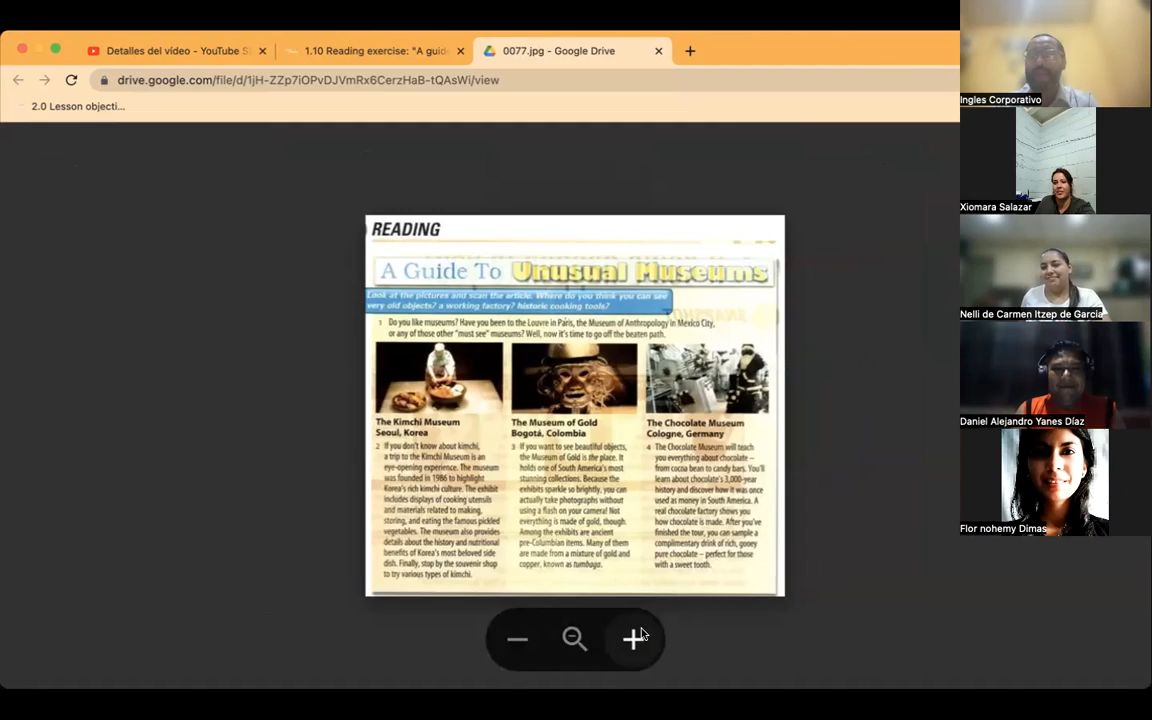 Detalles del vídeo - YouTube S
1.10 Reading exercise: "A guid
0077.jpg - Google Drive
drive.google.com/file/d/1jH-ZZp7iOPvDJVmRx6CerzHaB-tQAsWi/view
2.0 Lesson objecti...
READING
A Guide To Unusual Museums
Look at the pictures and scan the article. Where do you think you can see
very old objects? a working factory? historic cooking tools?
1 Do you like museums? Have you been to the Louvre in Paris, the Museum of Anthropology in Mexico City,
or any of those other "must see" museums? Well, now it's time to go off the beaten path.
The Kimchi Museum
Seoul, Korea
2 If you don't know about kimchi,
a trip to the Kimchi Museum is an
eye-opening experience. The museum
was founded in 1986 to highlight
Korea's rich kimchi culture. The exhibit
includes displays of cooking utensils
and materials related to making,
storing, and eating the famous pickled
vegetables. The museum also provides
details about the history and nutritional
benefits of Korea's most beloved side
dish. Finally, stop by the souvenir shop
to try various types of kimchi.
The Museum of Gold
Bogotá, Colombia
3 If you want to see beautiful objects,
the Museum of Gold is the place. It
holds one of South America's most
stunning collections. Because the
exhibits sparkle so brightly, you can
actually take photographs without
using a flash on your camera! Not
everything is made of gold, though.
Among the exhibits are ancient
pre-Columbian items. Many of them
are made from a mixture of gold and
copper, known as tumbaga.
The Chocolate Museum
Cologne, Germany
4 The Chocolate Museum will teach
you everything about chocolate –
from cocoa bean to candy bars. You'll
learn about chocolate's 3,000-year
history and discover how it was once
used as money in South America. A
real chocolate factory shows you
how chocolate is made. After you've
finished the tour, you can sample a
complimentary drink of rich, gooey
pure chocolate – perfect for those
with a sweet tooth.
Ingles Corporativo
Xiomara Salazar
Nelli de Carmen Itzep de Garcia
Daniel Alejandro Yanes Díaz
Flor nohemy Dimas